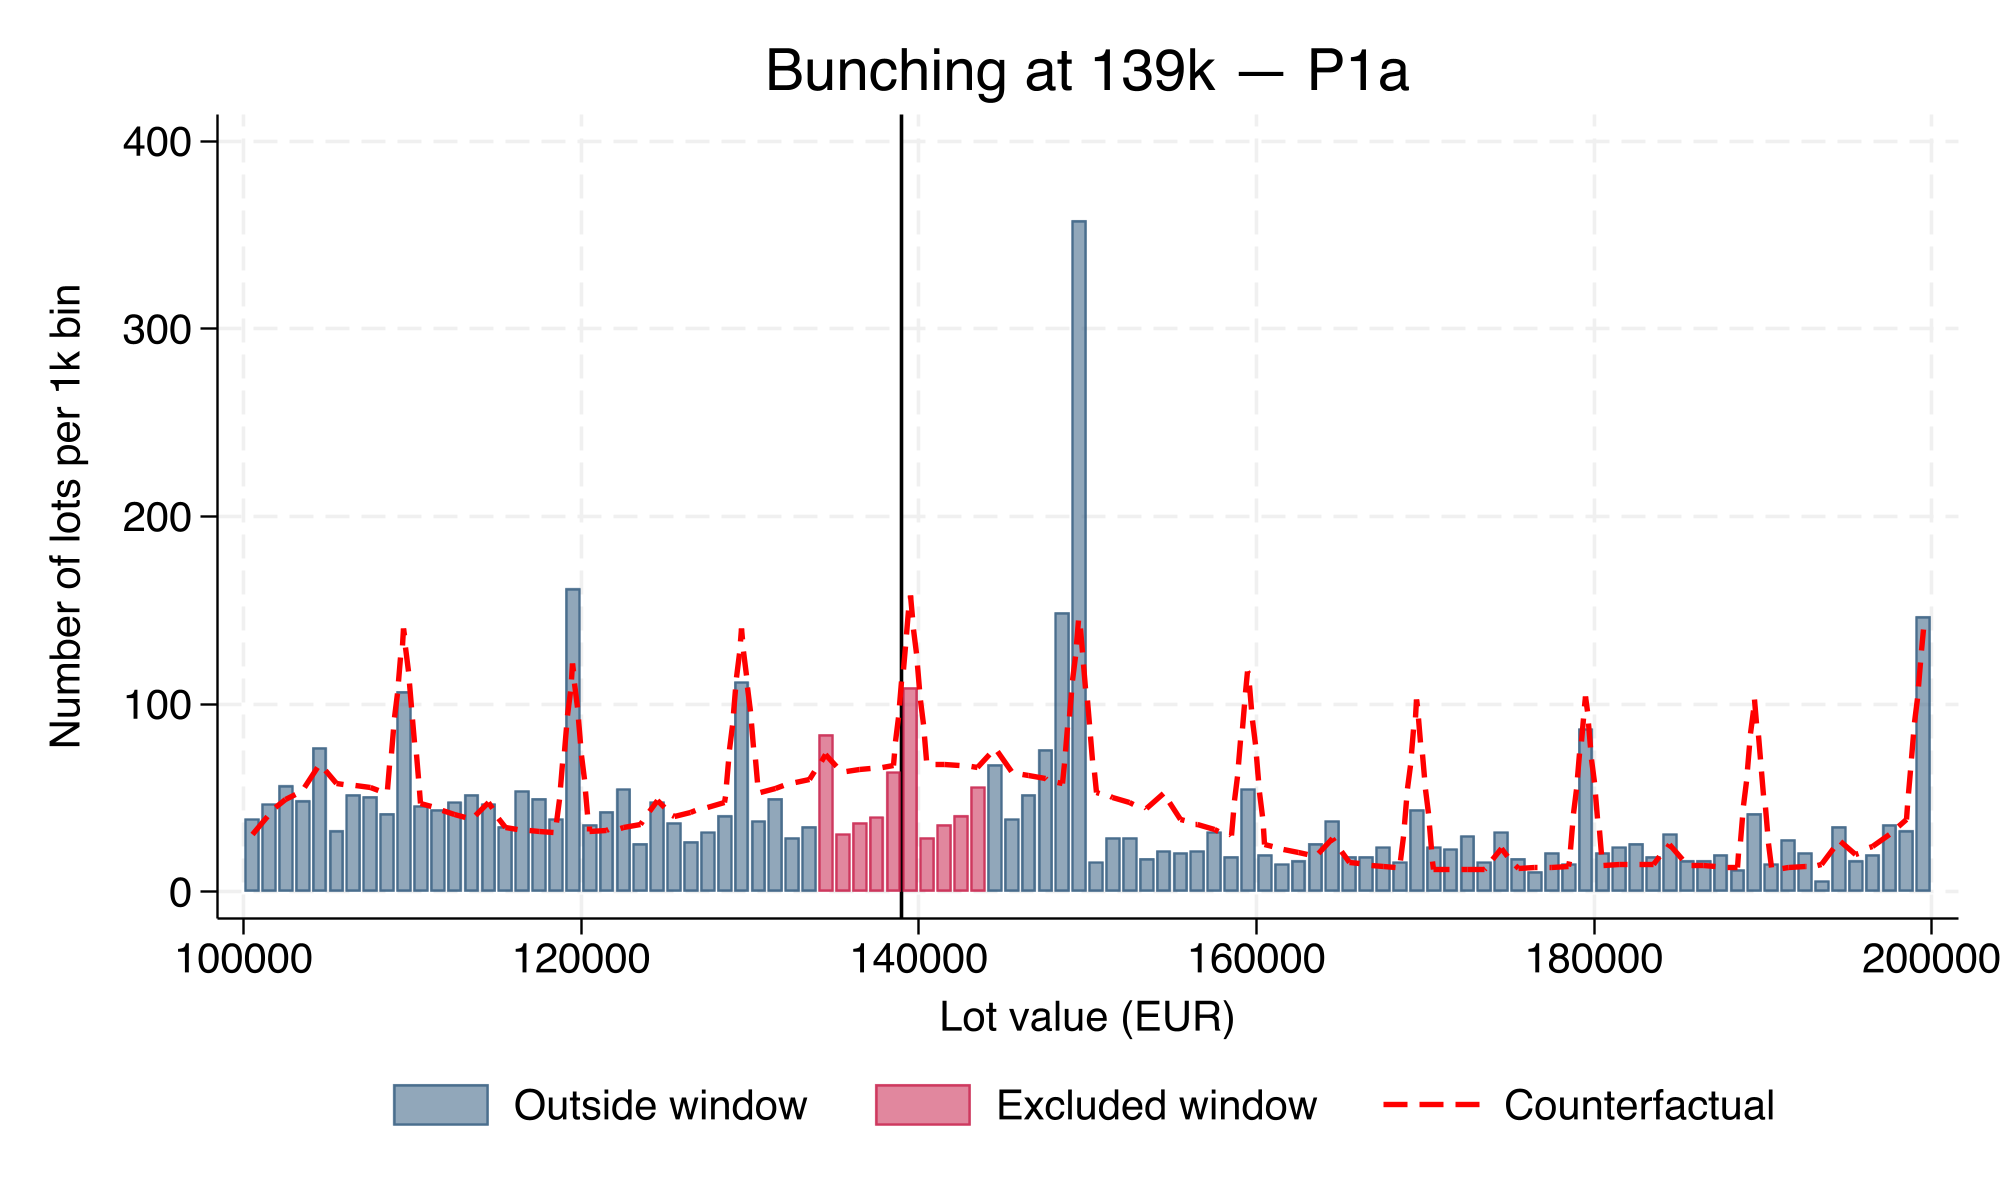 Bunching at 139k — P1a
Number of lots per 1k bin
400
300
200
100
0
100000 120000 140000 160000 180000 200000
Lot value (EUR)
Outside window Excluded window Counterfactual